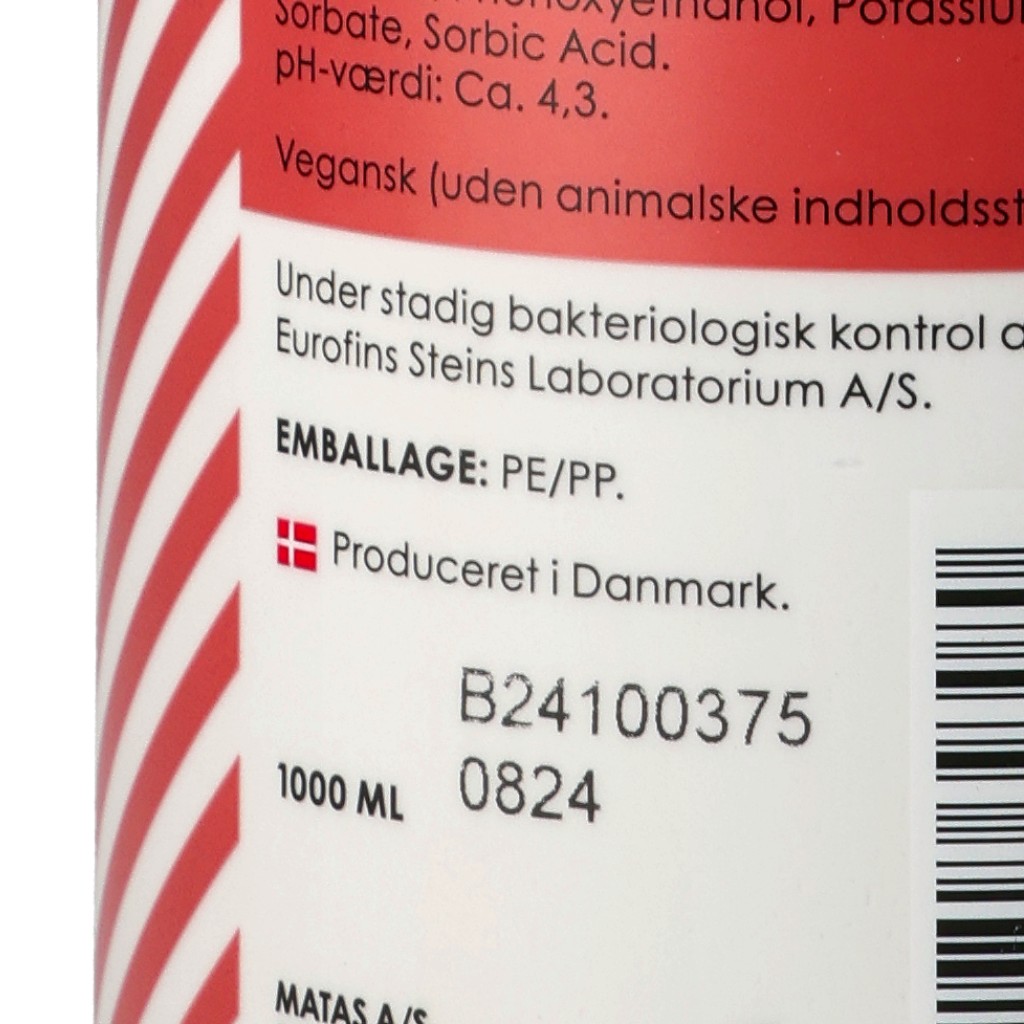 Sorbate, Sorbic Acid.
pH-værdi: Ca. 4,3.
Vegansk (uden animalske
Under stadig bakteriologisk kontrol
Eurofins Steins Laboratorium A/S.
EMBALLAGE: PE/PP.
Produceret i Danmark.
B24100375
1000 ML 0824
MATAS A/S